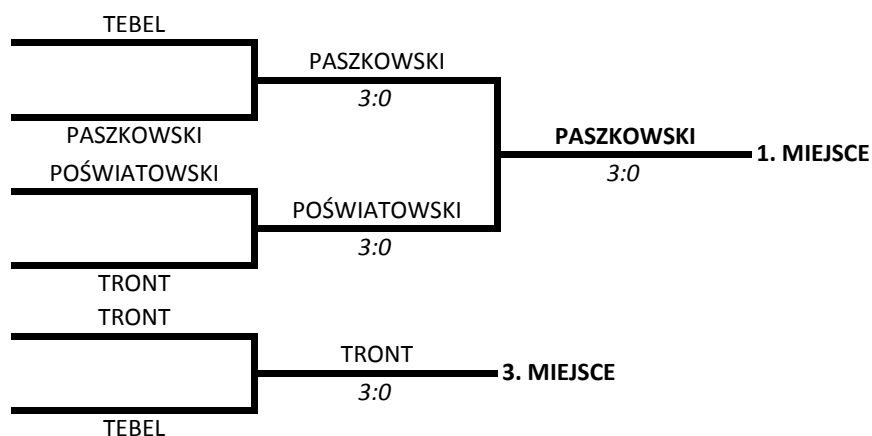 TEBEL
PASZKOWSKI
3:0
PASZKOWSKI
PASZKOWSKI
3:0
1. MIEJSCE
POŚWIATOWSKI
POŚWIATOWSKI
3:0
TRONT
TRONT
TRONT
3:0
3. MIEJSCE
TEBEL